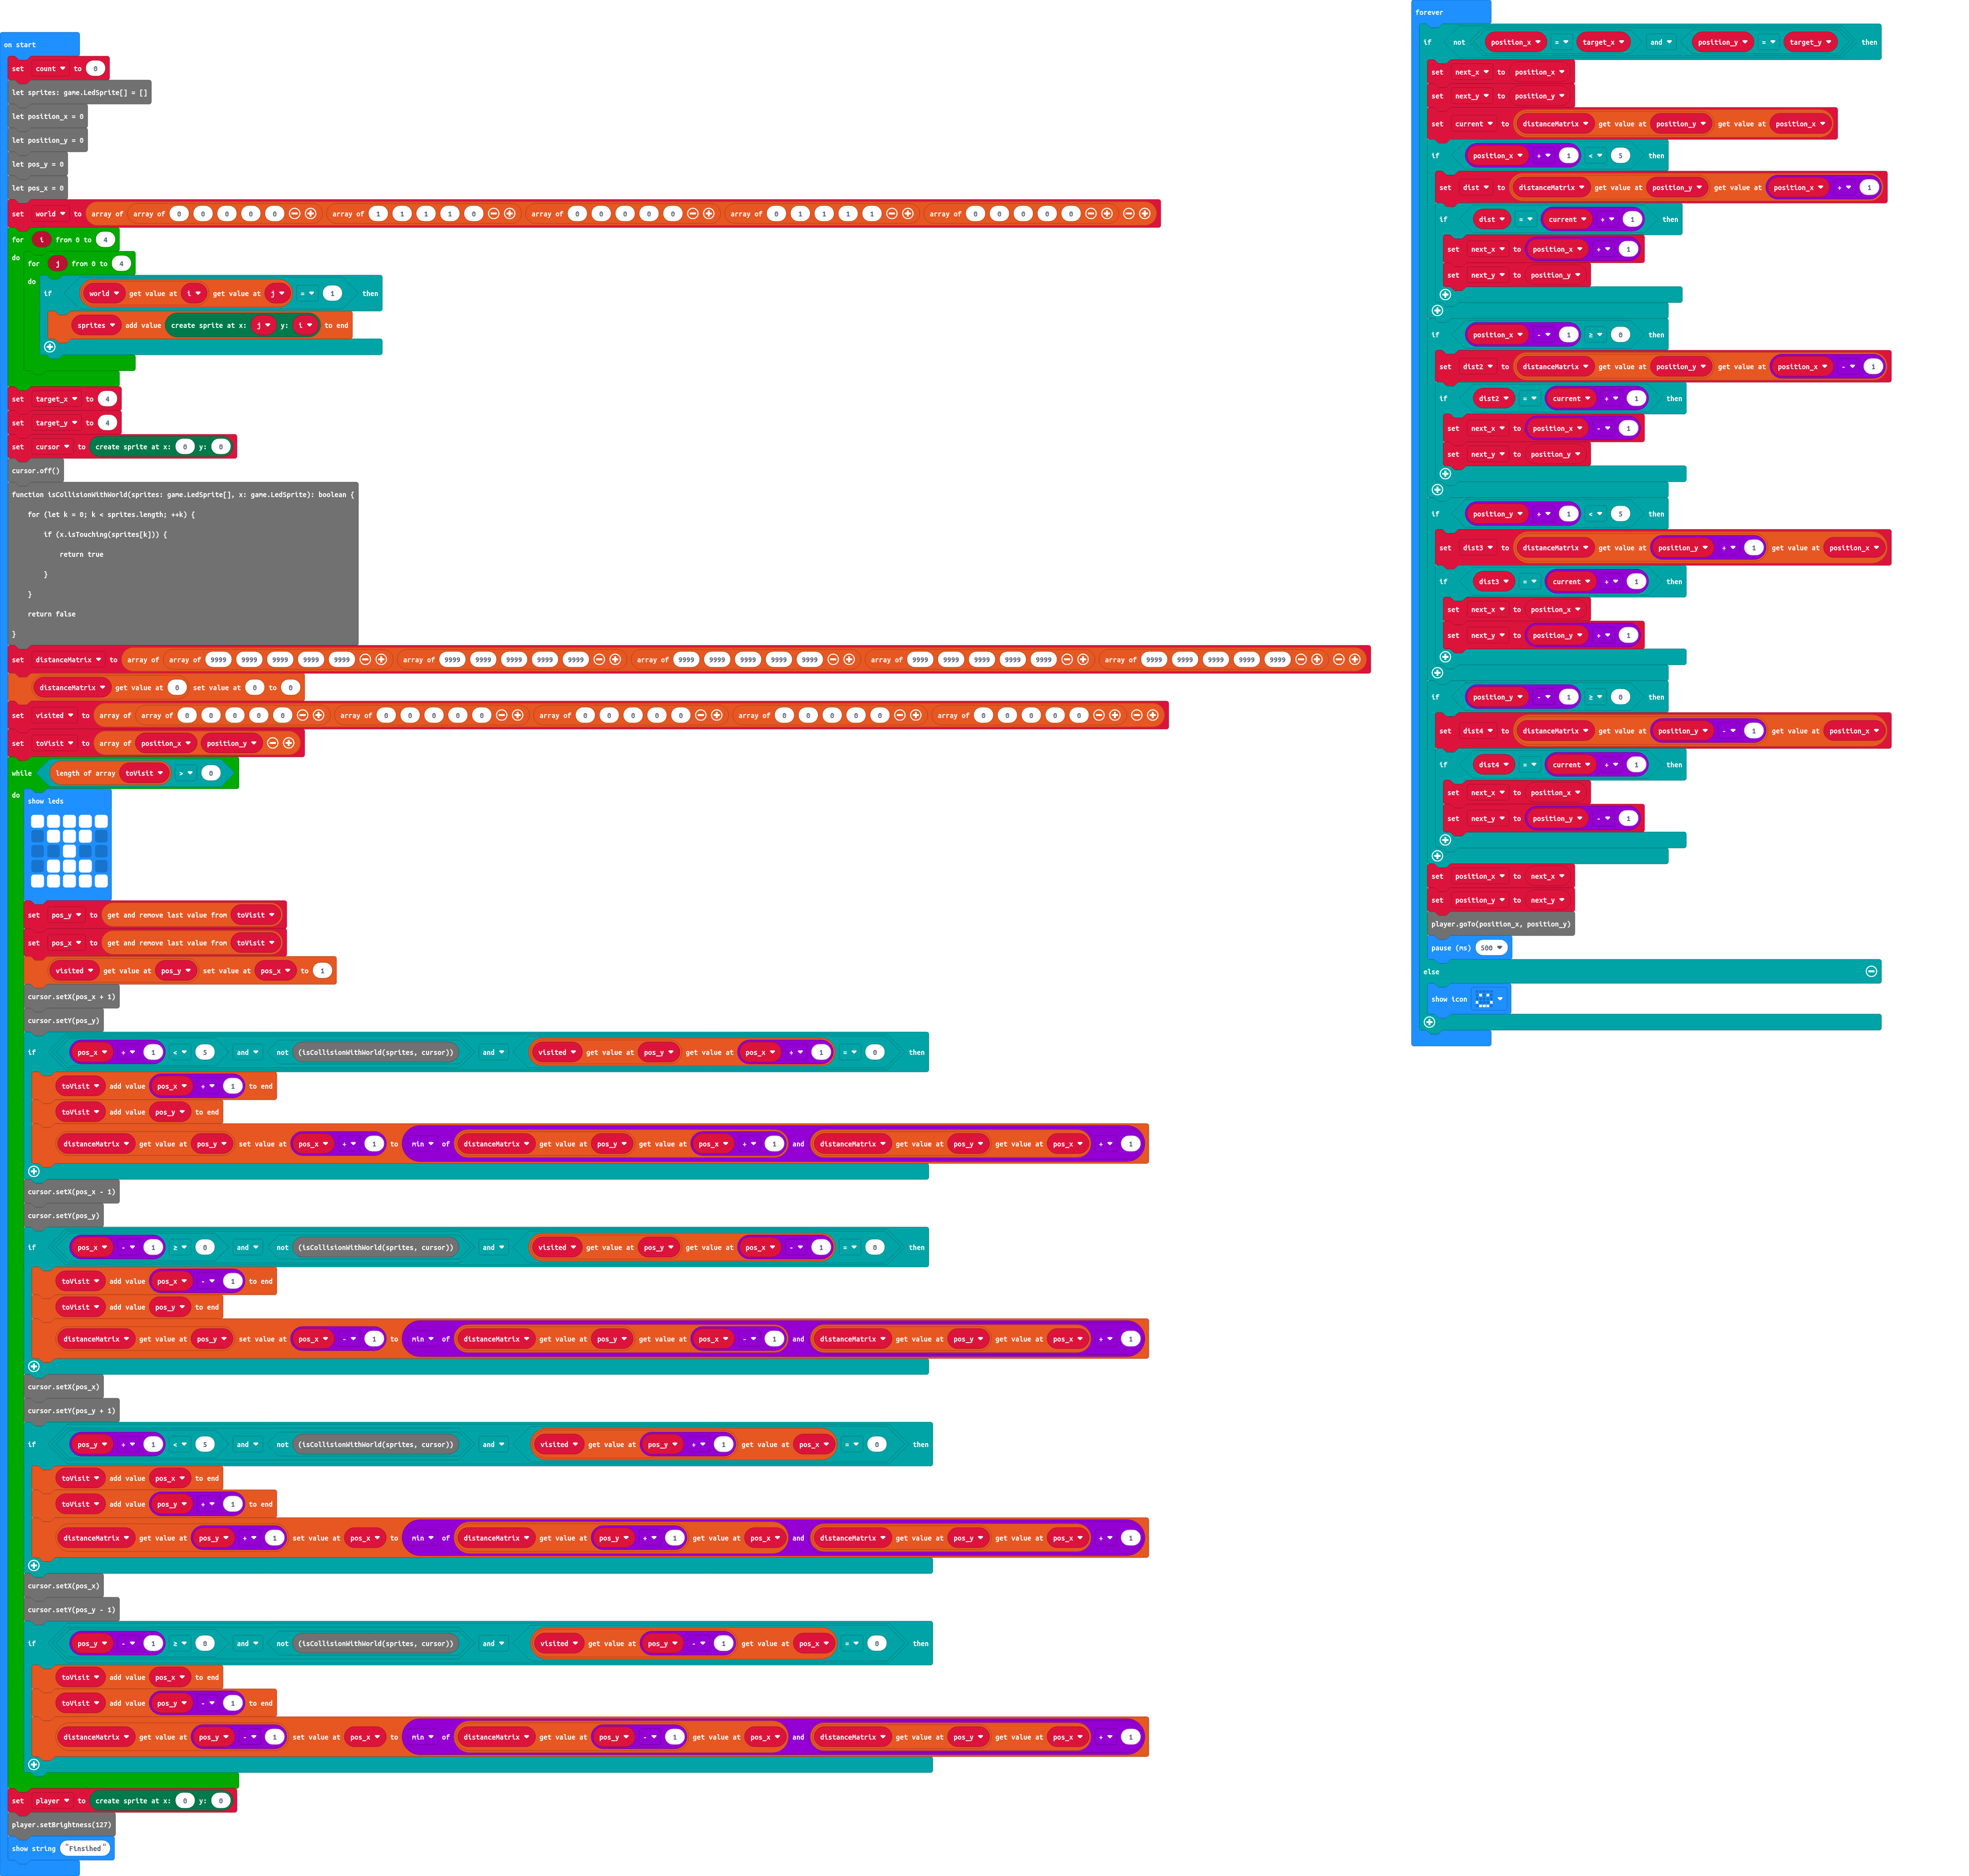 on start
set count to 0
let sprites: game.LedSprite[] = []
let position_x = 0
let position_y = 0
let pos_y = 0
let pos_x = 0
set world to array of array of 0 0 0 0 0 array of 1 1 1 1 0 array of 0 0 0 0 0 array of 0 1 1 1 1 array of 0 0 0 0 0
for i from 0 to 4
do for j from 0 to 4
do if world get value at i get value at j = 1 then
sprites add value create sprite at x: j y: i to end
set target_x to 4
set target_y to 4
set cursor to create sprite at x: 0 y: 0
cursor.off()
function isCollisionWithWorld(sprites: game.LedSprite[], x: game.LedSprite): boolean {
for (let k = 0; k < sprites.length; ++k) {
if (x.isTouching(sprites[k])) {
return true
}
}
return false
}
set distanceMatrix to array of array of 9999 9999 9999 9999 9999 array of 9999 9999 9999 9999 9999 array of 9999 9999 9999 9999 9999 array of 9999 9999 9999 9999 9999 array of 9999 9999 9999 9999 9999
distanceMatrix get value at 0 set value at 0 to 0
set visited to array of array of 0 0 0 0 0 array of 0 0 0 0 0 array of 0 0 0 0 0 array of 0 0 0 0 0 array of 0 0 0 0 0
set toVisit to array of position_x position_y
while length of array toVisit > 0
do show leds
set pos_y to get and remove last value from toVisit
set pos_x to get and remove last value from toVisit
visited get value at pos_y set value at pos_x to 1
cursor.setX(pos_x + 1)
cursor.setY(pos_y)
if pos_x + 1 < 5 and not (isCollisionWithWorld(sprites, cursor)) and visited get value at pos_y get value at pos_x + 1 = 0 then
toVisit add value pos_x + 1 to end
toVisit add value pos_y to end
distanceMatrix get value at pos_y set value at pos_x + 1 to min of distanceMatrix get value at pos_y get value at pos_x + 1 and distanceMatrix get value at pos_y get value at pos_x + 1
cursor.setX(pos_x - 1)
cursor.setY(pos_y)
if pos_x - 1 ≥ 0 and not (isCollisionWithWorld(sprites, cursor)) and visited get value at pos_y get value at pos_x - 1 = 0 then
toVisit add value pos_x - 1 to end
toVisit add value pos_y to end
distanceMatrix get value at pos_y set value at pos_x - 1 to min of distanceMatrix get value at pos_y get value at pos_x - 1 and distanceMatrix get value at pos_y get value at pos_x + 1
cursor.setX(pos_x)
cursor.setY(pos_y + 1)
if pos_y + 1 < 5 and not (isCollisionWithWorld(sprites, cursor)) and visited get value at pos_y + 1 get value at pos_x = 0 then
toVisit add value pos_x to end
toVisit add value pos_y + 1 to end
distanceMatrix get value at pos_y + 1 set value at pos_x to min of distanceMatrix get value at pos_y + 1 get value at pos_x and distanceMatrix get value at pos_y get value at pos_x + 1
cursor.setX(pos_x)
cursor.setY(pos_y - 1)
if pos_y - 1 ≥ 0 and not (isCollisionWithWorld(sprites, cursor)) and visited get value at pos_y - 1 get value at pos_x = 0 then
toVisit add value pos_x to end
toVisit add value pos_y - 1 to end
distanceMatrix get value at pos_y - 1 set value at pos_x to min of distanceMatrix get value at pos_y - 1 get value at pos_x and distanceMatrix get value at pos_y get value at pos_x + 1
set player to create sprite at x: 0 y: 0
player.setBrightness(127)
show string "Finsihed"
forever
if not position_x = target_x and position_y = target_y then
set next_x to position_x
set next_y to position_y
set current to distanceMatrix get value at position_y get value at position_x
if position_x + 1 < 5 then
set dist to distanceMatrix get value at position_y get value at position_x + 1
if dist = current + 1 then
set next_x to position_x + 1
set next_y to position_y
if position_x - 1 ≥ 0 then
set dist2 to distanceMatrix get value at position_y get value at position_x - 1
if dist2 = current + 1 then
set next_x to position_x - 1
set next_y to position_y
if position_y + 1 < 5 then
set dist3 to distanceMatrix get value at position_y + 1 get value at position_x
if dist3 = current + 1 then
set next_x to position_x
set next_y to position_y + 1
if position_y - 1 ≥ 0 then
set dist4 to distanceMatrix get value at position_y - 1 get value at position_x
if dist4 = current + 1 then
set next_x to position_x
set next_y to position_y - 1
set position_x to next_x
set position_y to next_y
player.goTo(position_x, position_y)
pause (ms) 500
else
show icon